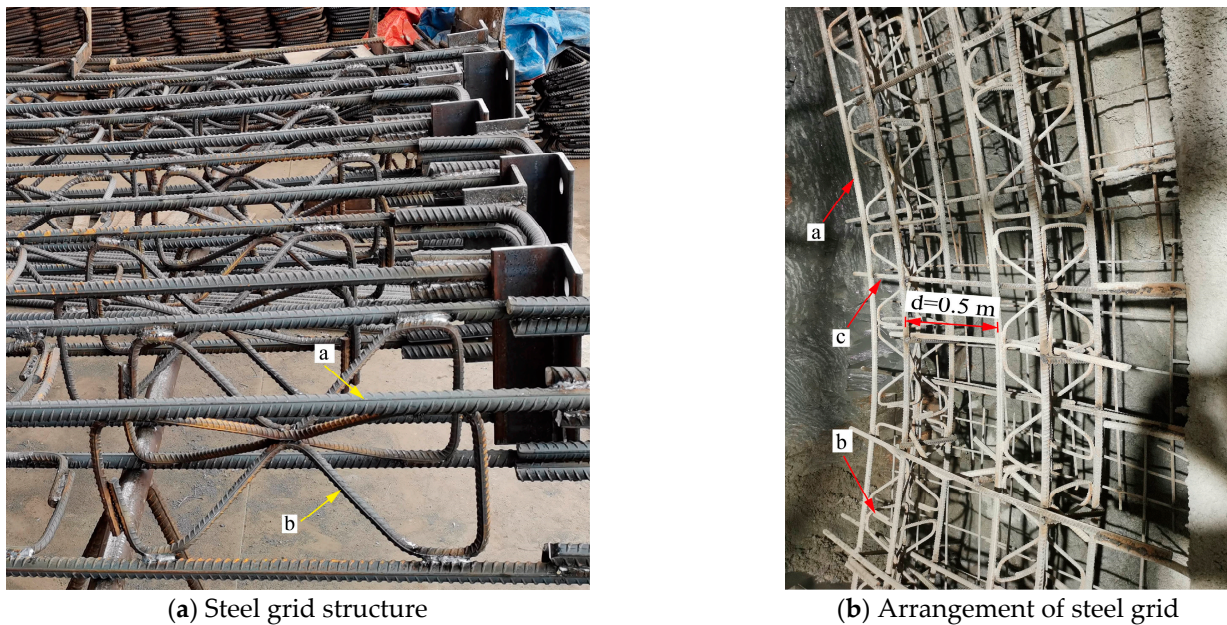 a
b
a
c
d=0.5 m
b
(a) Steel grid structure
(b) Arrangement of steel grid